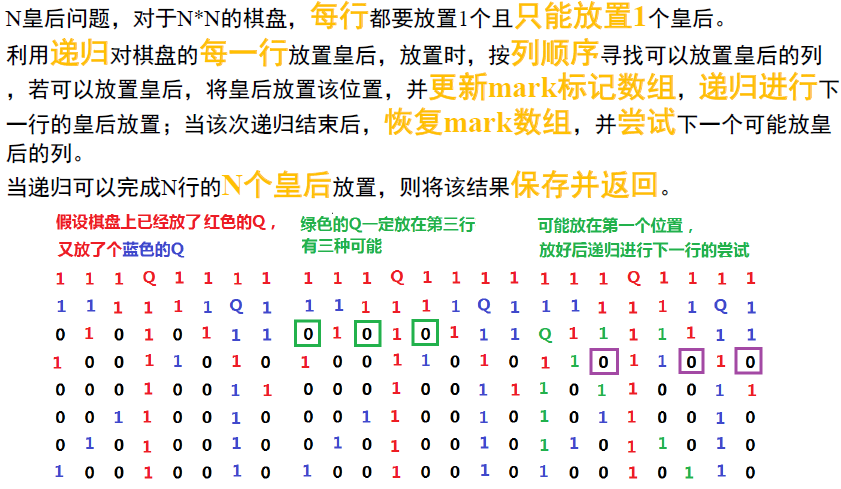 N皇后问题，对于N*N的棋盘，每行都要放置1个且只能放置1个皇后。
利用递归对棋盘的每一行放置皇后，放置时，按列顺序寻找可以放置皇后的列
，若可以放置皇后，将皇后放置该位置，并更新mark标记数组，递归进行下
一行的皇后放置；当该次递归结束后，恢复mark数组，并尝试下一个可能放皇
后的列。
当递归可以完成N行的N个皇后放置，则将该结果保存并返回。
假设棋盘上已经放了红色的Q，
又放了个蓝色的Q
绿色的Q一定放在第三行
有三种可能
可能放在第一个位置，
放好后递归进行下一行的尝试
1 1 1 Q 1 1 1 1 1 1 1 Q 1 1 1 1 1 1 1 Q 1 1 1 1
1 1 1 1 1 1 Q 1 1 1 1 1 1 1 Q 1 1 1 1 1 1 1 Q 1
0 1 0 1 0 1 1 1 0 1 0 1 0 1 1 1 Q 1 1 1 1 1 1 1
1 0 0 1 1 0 1 0 1 0 0 1 1 0 1 0 1 1 0 1 1 0 1 0
0 0 0 1 0 0 1 1 0 0 0 1 0 0 1 1 1 0 1 1 0 0 1 1
0 0 1 1 0 0 1 0 0 0 1 1 0 0 1 0 1 0 1 1 0 0 1 0
0 1 0 1 0 0 1 0 0 1 0 1 0 0 1 0 1 1 0 1 1 0 1 0
1 0 0 1 0 0 1 0 1 0 0 1 0 0 1 0 1 0 0 1 0 1 1 0